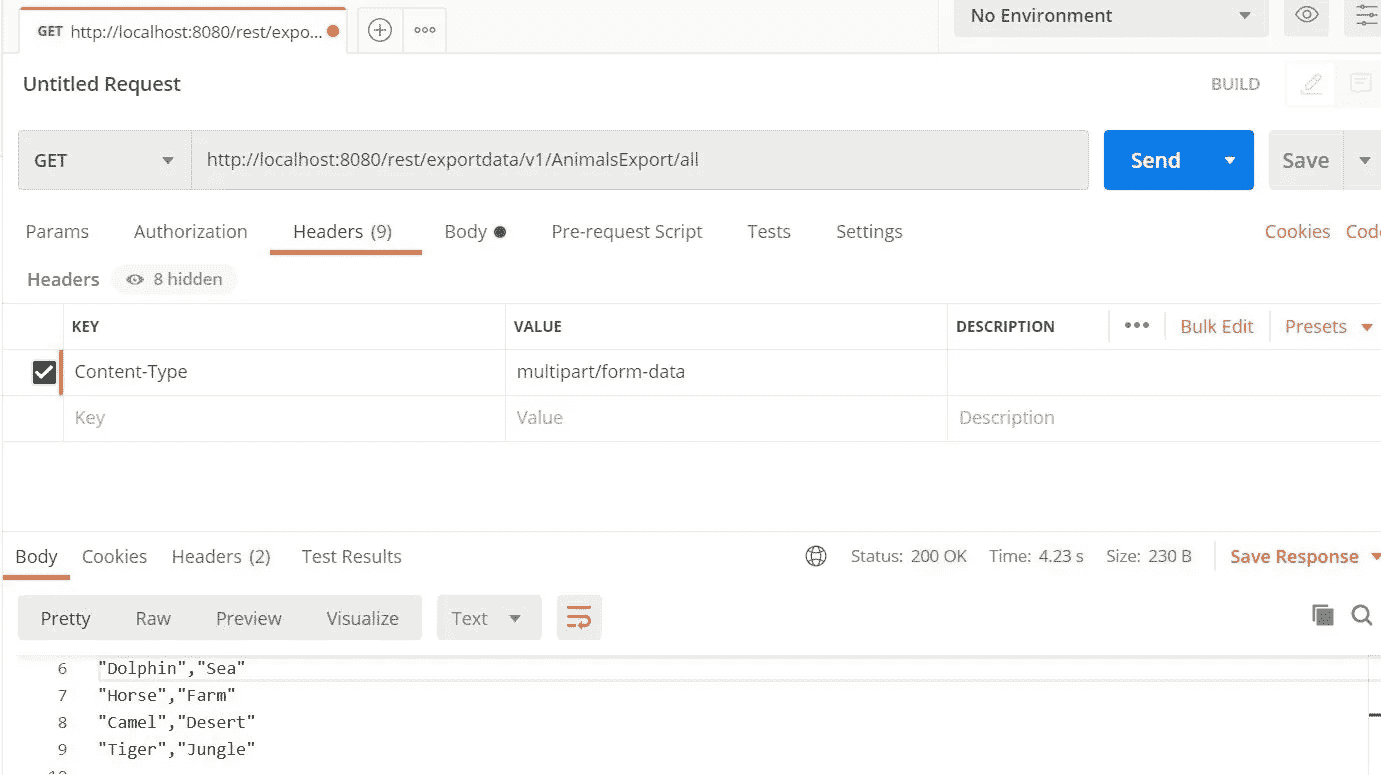 GET http://localhost:8080/rest/expo...
No Environment
Untitled Request
BUILD
GET http://localhost:8080/rest/exportdata/v1/AnimalsExport/all Send Save
Params Authorization Headers (9) Body Pre-request Script Tests Settings Cookies Code
Headers 8 hidden
KEY VALUE DESCRIPTION Bulk Edit Presets
Content-Type multipart/form-data
Key Value Description
Body Cookies Headers (2) Test Results Status: 200 OK Time: 4.23 s Size: 230 B Save Response
Pretty Raw Preview Visualize Text
6 "Dolphin","Sea"
7 "Horse","Farm"
8 "Camel","Desert"
9 "Tiger","Jungle"
10